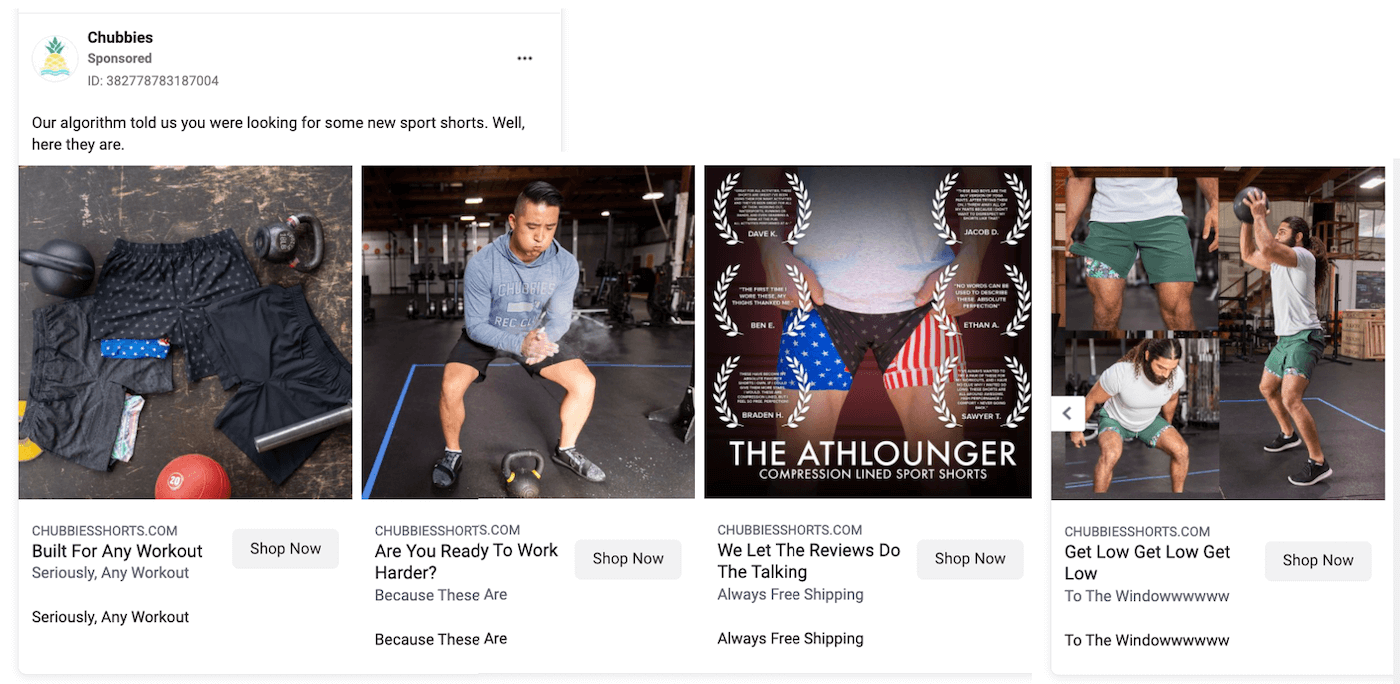 Chubbies
Sponsored
ID: 382778783187004
Our algorithm told us you were looking for some new sport shorts. Well,
here they are.
20
CHUBBIES
REC CLUB
DAVE K.
JACOB D.
"THE FIRST TIME I
WORE THESE, MY
THIGHS THANKED ME"
BEN E.
"NO WORDS CAN BE
USED TO DESCRIBE
THESE. ABSOLUTE
PERFECTION"
ETHAN A.
BRADEN H.
SAWYER T.
THE ATHLOUNGER
COMPRESSION LINED SPORT SHORTS
CHUBBIESSHORTS.COM
Built For Any Workout
Seriously, Any Workout
Shop Now
Seriously, Any Workout
CHUBBIESSHORTS.COM
Are You Ready To Work
Harder?
Because These Are
Shop Now
Because These Are
CHUBBIESSHORTS.COM
We Let The Reviews Do
The Talking
Always Free Shipping
Shop Now
Always Free Shipping
CHUBBIESSHORTS.COM
Get Low Get Low Get
Low
To The Windowwwwww
Shop Now
To The Windowwwwww